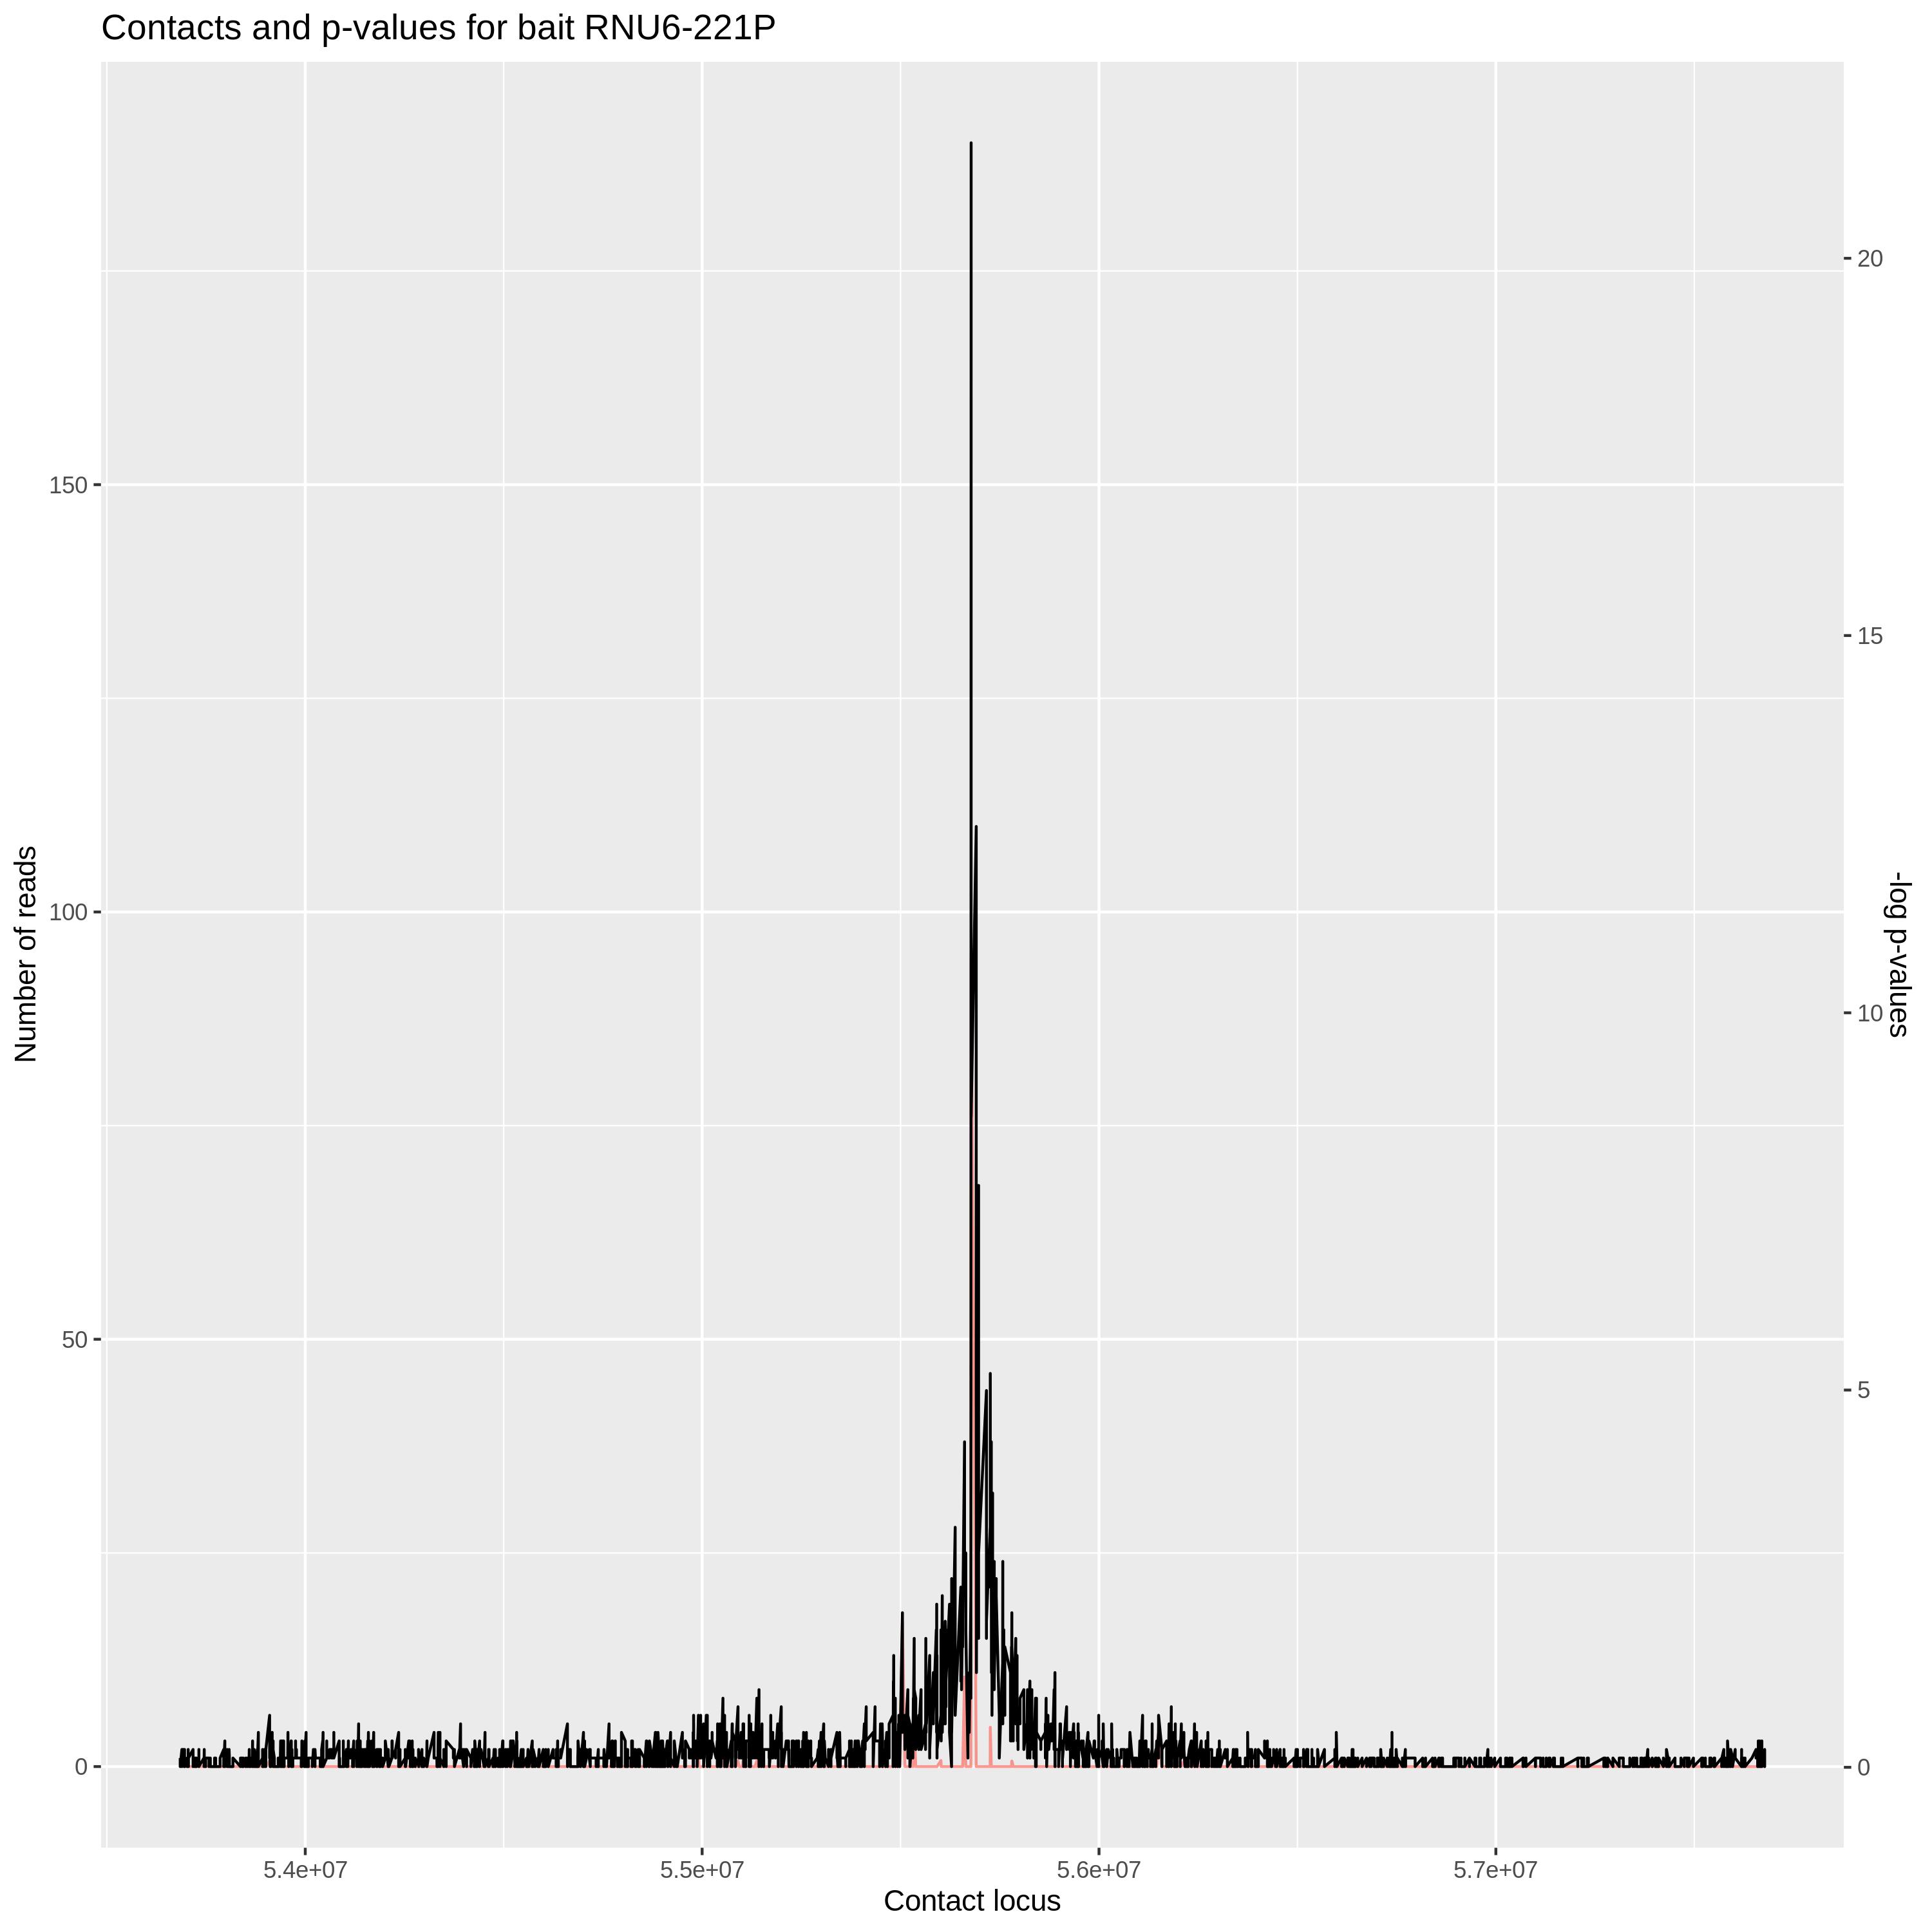 Contacts and p-values for bait RNU6-221P
150
100
50
0
Number of reads
20
15
10
5
0
-log p-values
5.4e+07
5.5e+07
5.6e+07
5.7e+07
Contact locus